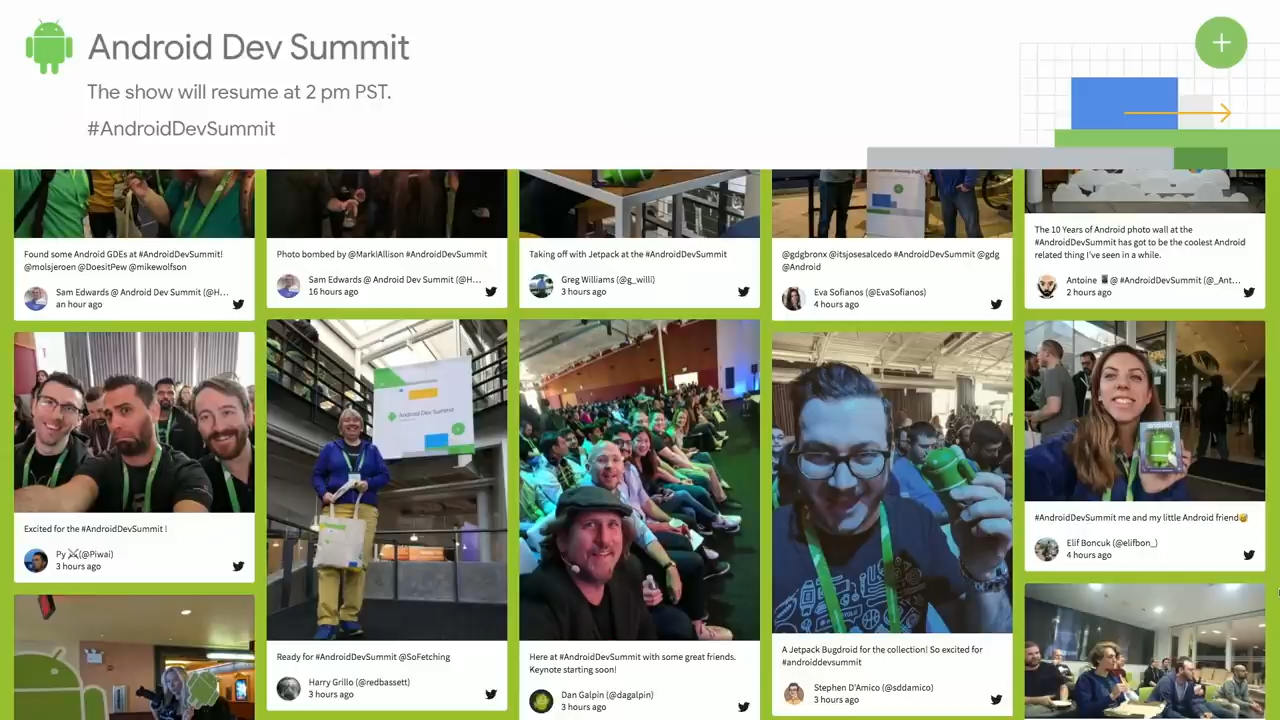 Android Dev Summit
The show will resume at 2 pm PST.
#AndroidDevSummit
Found some Android GDEs at #AndroidDevSummit!
@molsjeroen @DoesitPew @mikewolfson
Sam Edwards @ Android Dev Summit (@H...
an hour ago
Excited for the #AndroidDevSummit !
Py ⚔️(@Piwai)
3 hours ago
Photo bombed by @MarklAllison #AndroidDevSummit
Sam Edwards @ Android Dev Summit (@H...
16 hours ago
Android Dev Summit
Ready for #AndroidDevSummit @SoFetching
Harry Grillo (@redbassett)
3 hours ago
Taking off with Jetpack at the #AndroidDevSummit
Greg Williams (@g_willi)
3 hours ago
Here at #AndroidDevSummit with some great friends.
Keynote starting soon!
Dan Galpin (@dagalpin)
3 hours ago
@gdgbronx @itsjosesalcedo #AndroidDevSummit @gdg
@Android
Eva Sofianos (@EvaSofianos)
4 hours ago
A Jetpack Bugdroid for the collection! So excited for
#androiddevsummit
Stephen D'Amico (@sddamico)
3 hours ago
The 10 Years of Android photo wall at the
#AndroidDevSummit has got to be the coolest Android
related thing I've seen in a while.
Antoine 📱@ #AndroidDevSummit (@_Ant...
2 hours ago
android
#AndroidDevSummit me and my little Android friend😅
Elif Boncuk (@elifbon_)
4 hours ago